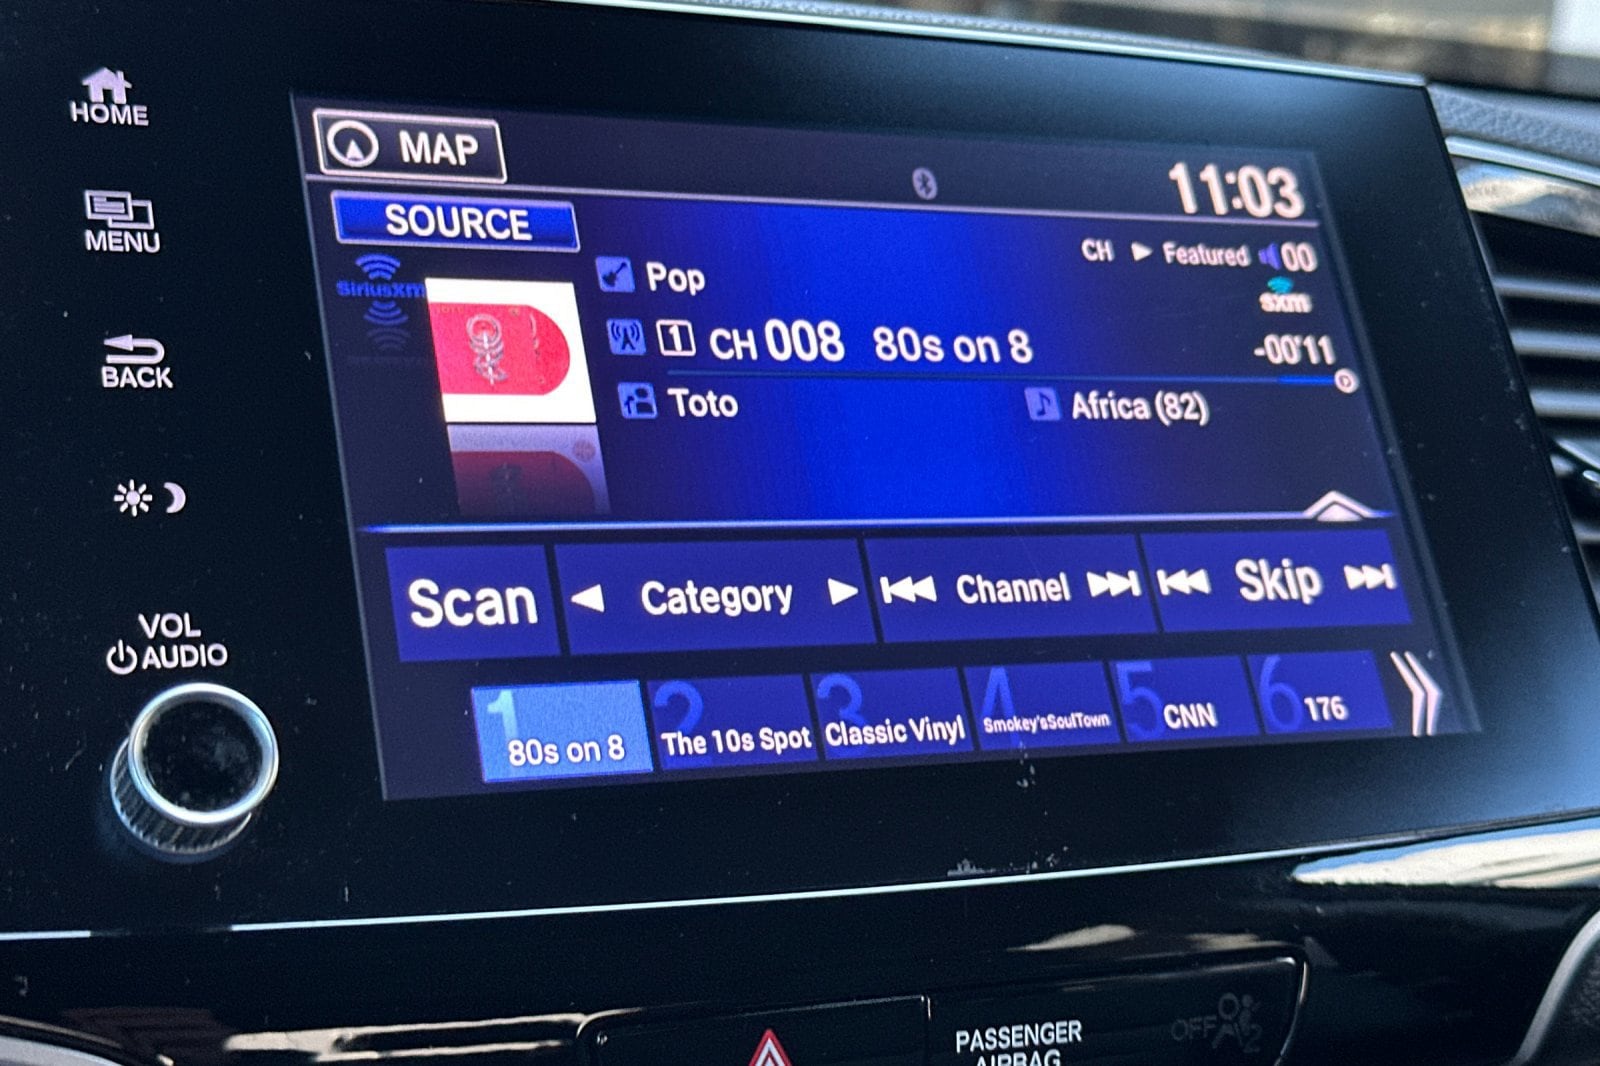 HOME
MENU
BACK
VOL
AUDIO
MAP
11:03
SOURCE
CH ▶ Featured 00
SiriusXM
Pop
sxm
1 CH 008 80s on 8 -00'11
Toto
Africa (82)
Scan
Category
Channel
Skip
1 80s on 8
2 The 10s Spot
3 Classic Vinyl
4 Smokey'sSoulTown
5 CNN
6 176
PASSENGER
AIRBAG
OFF
2